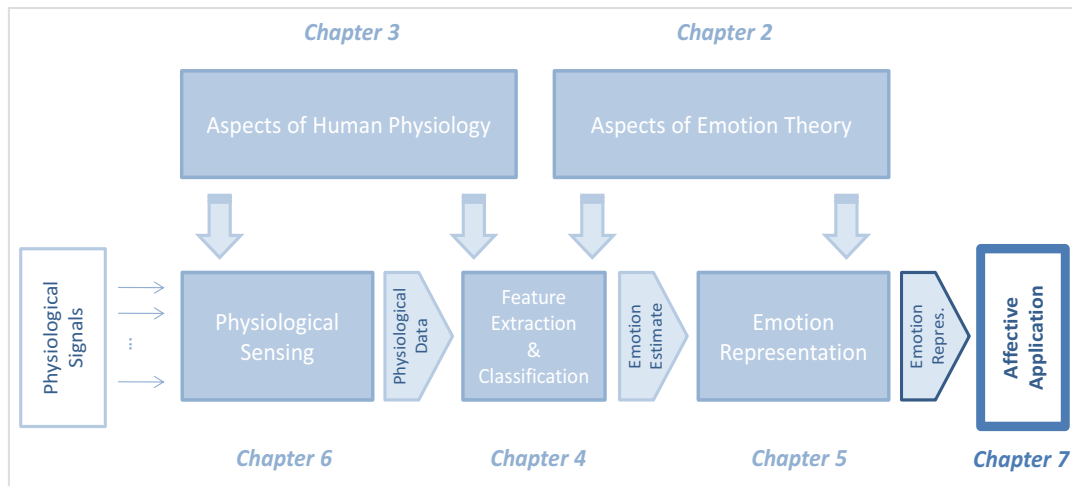 Chapter 3
Chapter 2
Aspects of Human Physiology
Aspects of Emotion Theory
Physiological
Signals
...
Physiological
Sensing
Physiological
Data
Feature
Extraction
&
Classification
Emotion
Estimate
Emotion
Representation
Emotion
Repres.
Affective
Application
Chapter 6
Chapter 4
Chapter 5
Chapter 7